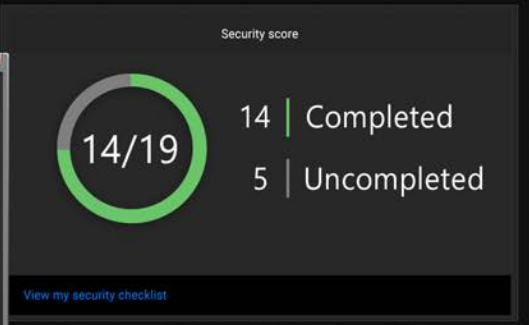 Security score
14/19
14 | Completed
5 | Uncompleted
View my security checklist